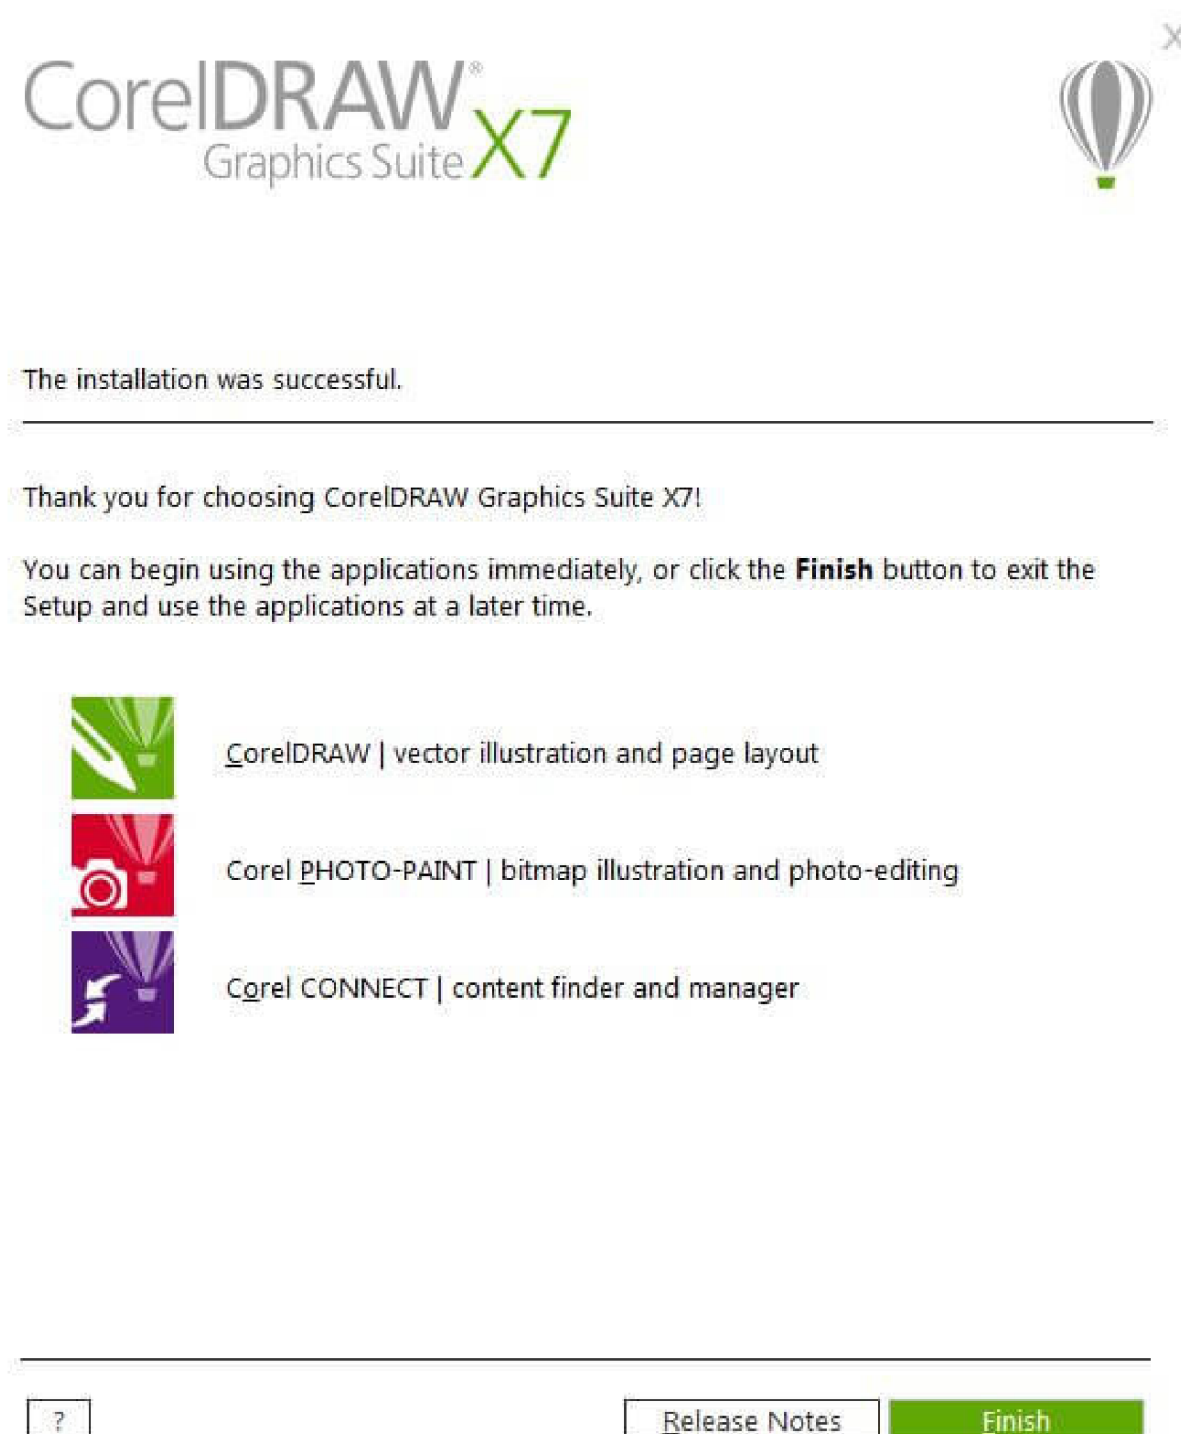 X
CorelDRAW®
Graphics Suite X7
The installation was successful.
Thank you for choosing CorelDRAW Graphics Suite X7!
You can begin using the applications immediately, or click the Finish button to exit the
Setup and use the applications at a later time.
CorelDRAW | vector illustration and page layout
Corel PHOTO-PAINT | bitmap illustration and photo-editing
Corel CONNECT | content finder and manager
?
Release Notes
Finish